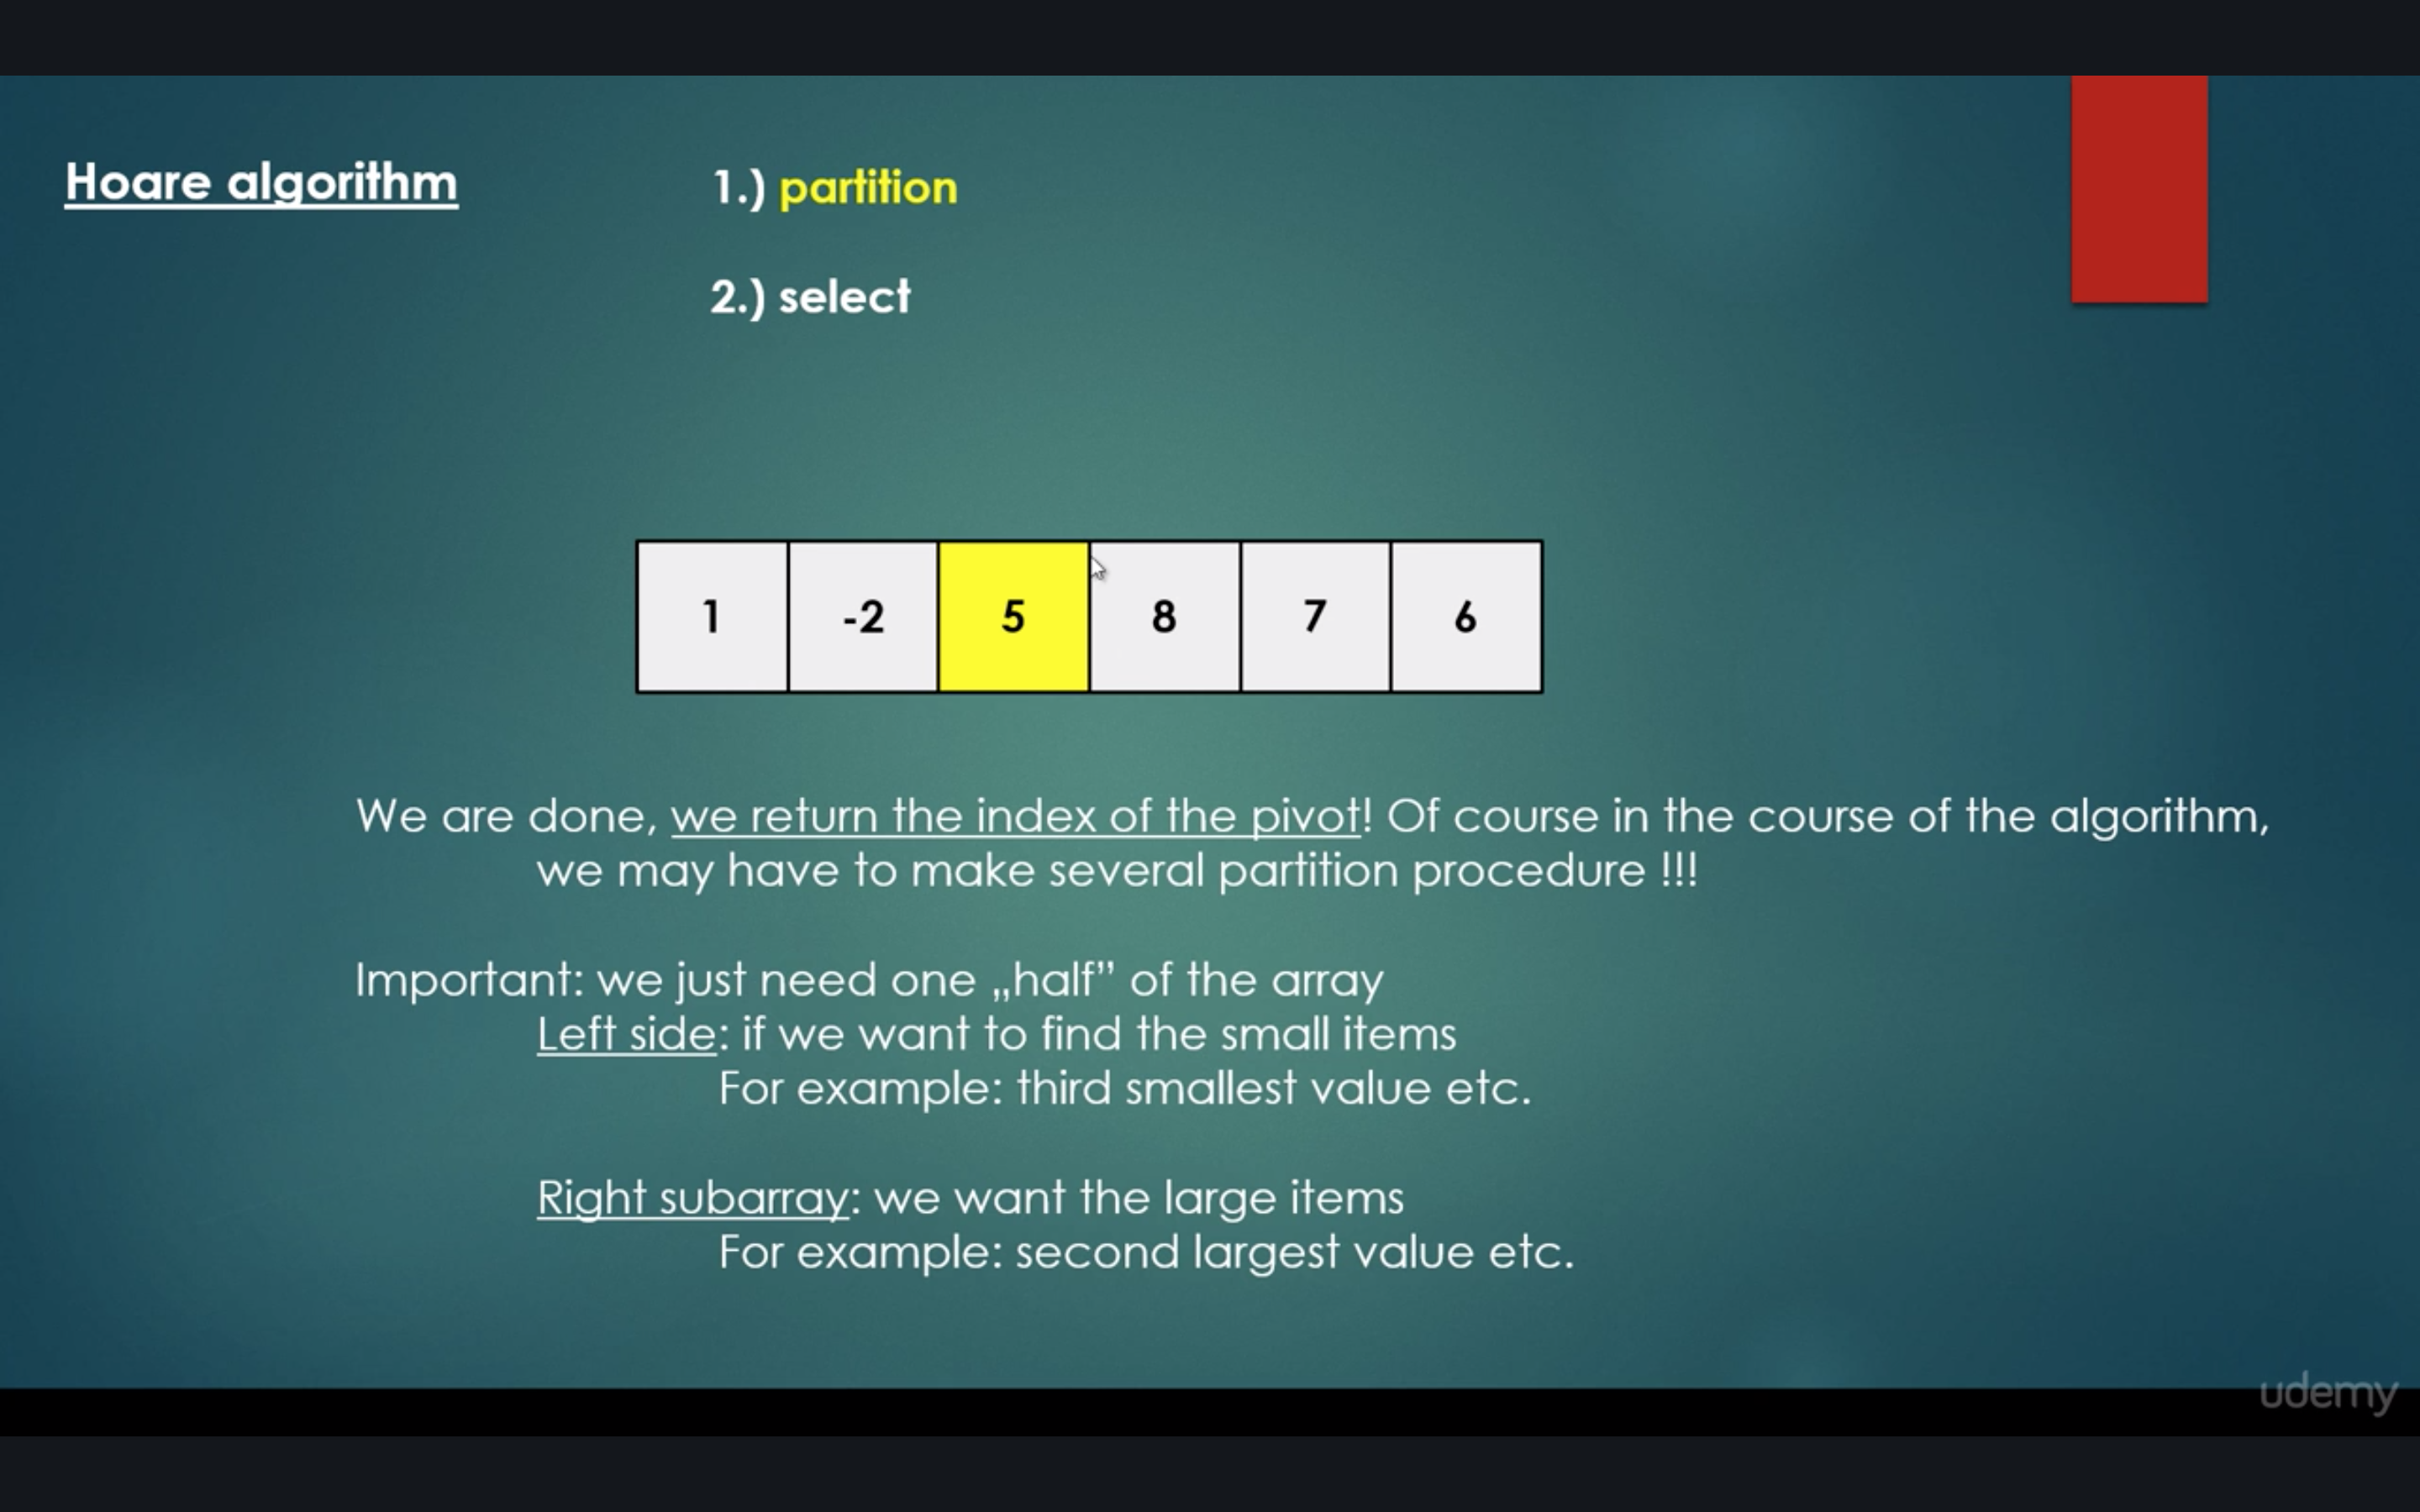 Hoare algorithm
1.) partition
2.) select
1 -2 5 8 7 6
We are done, we return the index of the pivot! Of course in the course of the algorithm,
we may have to make several partition procedure !!!
Important: we just need one „half” of the array
Left side: if we want to find the small items
For example: third smallest value etc.
Right subarray: we want the large items
For example: second largest value etc.
udemy